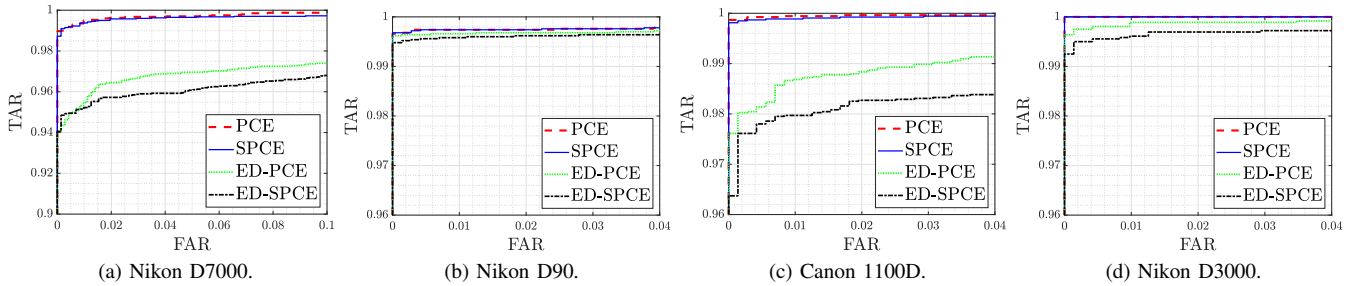 1
0.98
0.96
0.94
0.92
0.9
TAR
PCE
SPCE
ED-PCE
ED-SPCE
0 0.02 0.04 0.06 0.08 0.1
FAR
(a) Nikon D7000.
1
0.99
0.98
0.97
0.96
TAR
PCE
SPCE
ED-PCE
ED-SPCE
0 0.01 0.02 0.03 0.04
FAR
(b) Nikon D90.
1
0.99
0.98
0.97
0.96
TAR
PCE
SPCE
ED-PCE
ED-SPCE
0 0.01 0.02 0.03 0.04
FAR
(c) Canon 1100D.
1
0.99
0.98
0.97
0.96
TAR
PCE
SPCE
ED-PCE
ED-SPCE
0 0.01 0.02 0.03 0.04
FAR
(d) Nikon D3000.